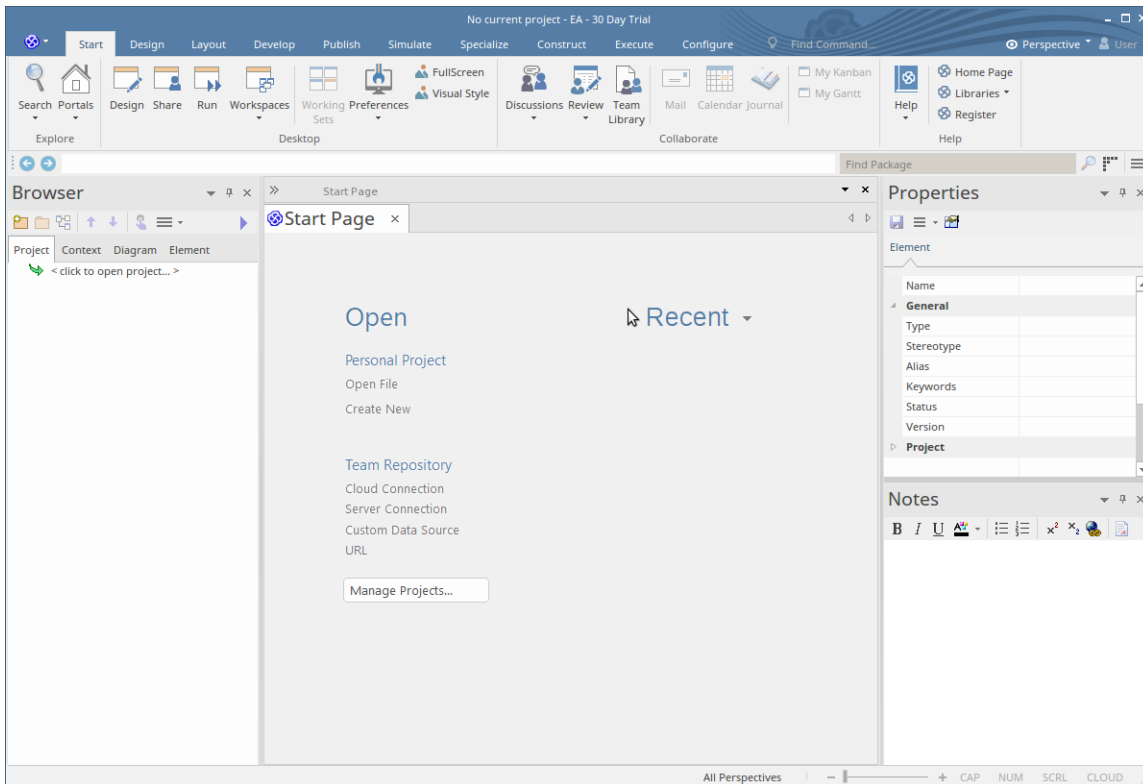 No current project - EA - 30 Day Trial
Start Design Layout Develop Publish Simulate Specialize Construct Execute Configure Find Command... Perspective User
Search Portals Design Share Run Workspaces Working Sets Preferences FullScreen Visual Style Discussions Review Team Library Mail Calendar Journal My Kanban My Gantt Help Home Page Libraries Register
Explore Desktop Collaborate Help
Find Package
Browser
Project Context Diagram Element
< click to open project... >
Start Page
Start Page
Open
Personal Project
Open File
Create New
Team Repository
Cloud Connection
Server Connection
Custom Data Source
URL
Manage Projects...
Recent
Properties
Element
Name
General
Type
Stereotype
Alias
Keywords
Status
Version
Project
Notes
B I U x² x₂
All Perspectives CAP NUM SCRL CLOUD